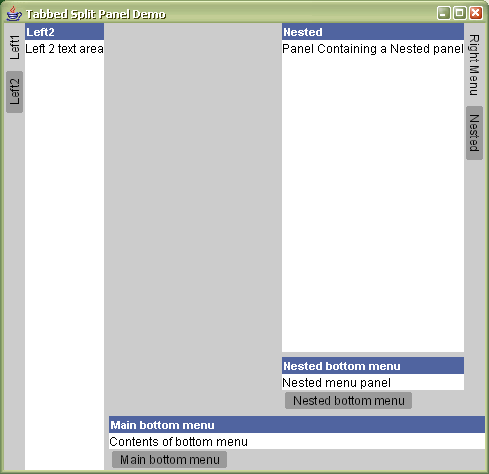 Tabbed Split Panel Demo
Left1
Left2
Left2
Left 2 text area
Nested
Panel Containing a Nested panel
Right Menu
Nested
Nested bottom menu
Nested menu panel
Nested bottom menu
Main bottom menu
Contents of bottom menu
Main bottom menu